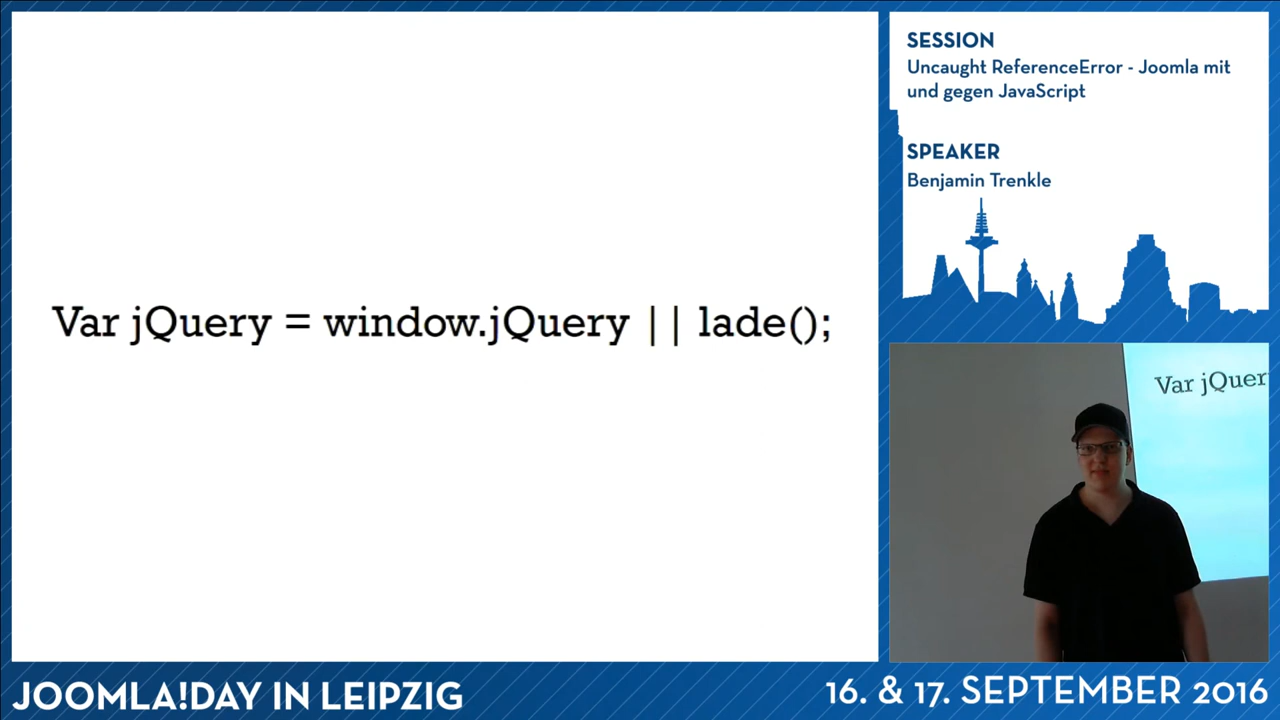 Var jQuery = window.jQuery || lade();
SESSION
Uncaught ReferenceError - Joomla mit
und gegen JavaScript
SPEAKER
Benjamin Trenkle
Var jQuer
JOOMLA!DAY IN LEIPZIG
16. & 17. SEPTEMBER 2016